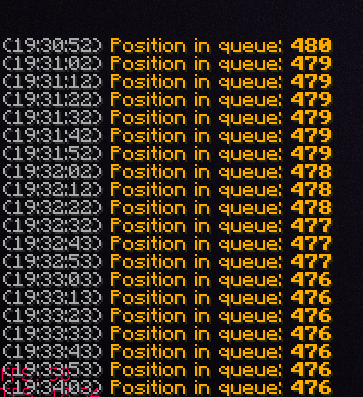 (19:30:52) Position in queue: 480
(19:31:02) Position in queue: 479
(19:31:12) Position in queue: 479
(19:31:22) Position in queue: 479
(19:31:32) Position in queue: 479
(19:31:42) Position in queue: 479
(19:31:52) Position in queue: 479
(19:32:02) Position in queue: 478
(19:32:12) Position in queue: 478
(19:32:22) Position in queue: 478
(19:32:32) Position in queue: 477
(19:32:43) Position in queue: 477
(19:32:53) Position in queue: 477
(19:33:03) Position in queue: 476
(19:33:13) Position in queue: 476
(19:33:23) Position in queue: 476
(19:33:33) Position in queue: 476
(19:33:43) Position in queue: 476
Position in queue: 476
Position in queue: 476